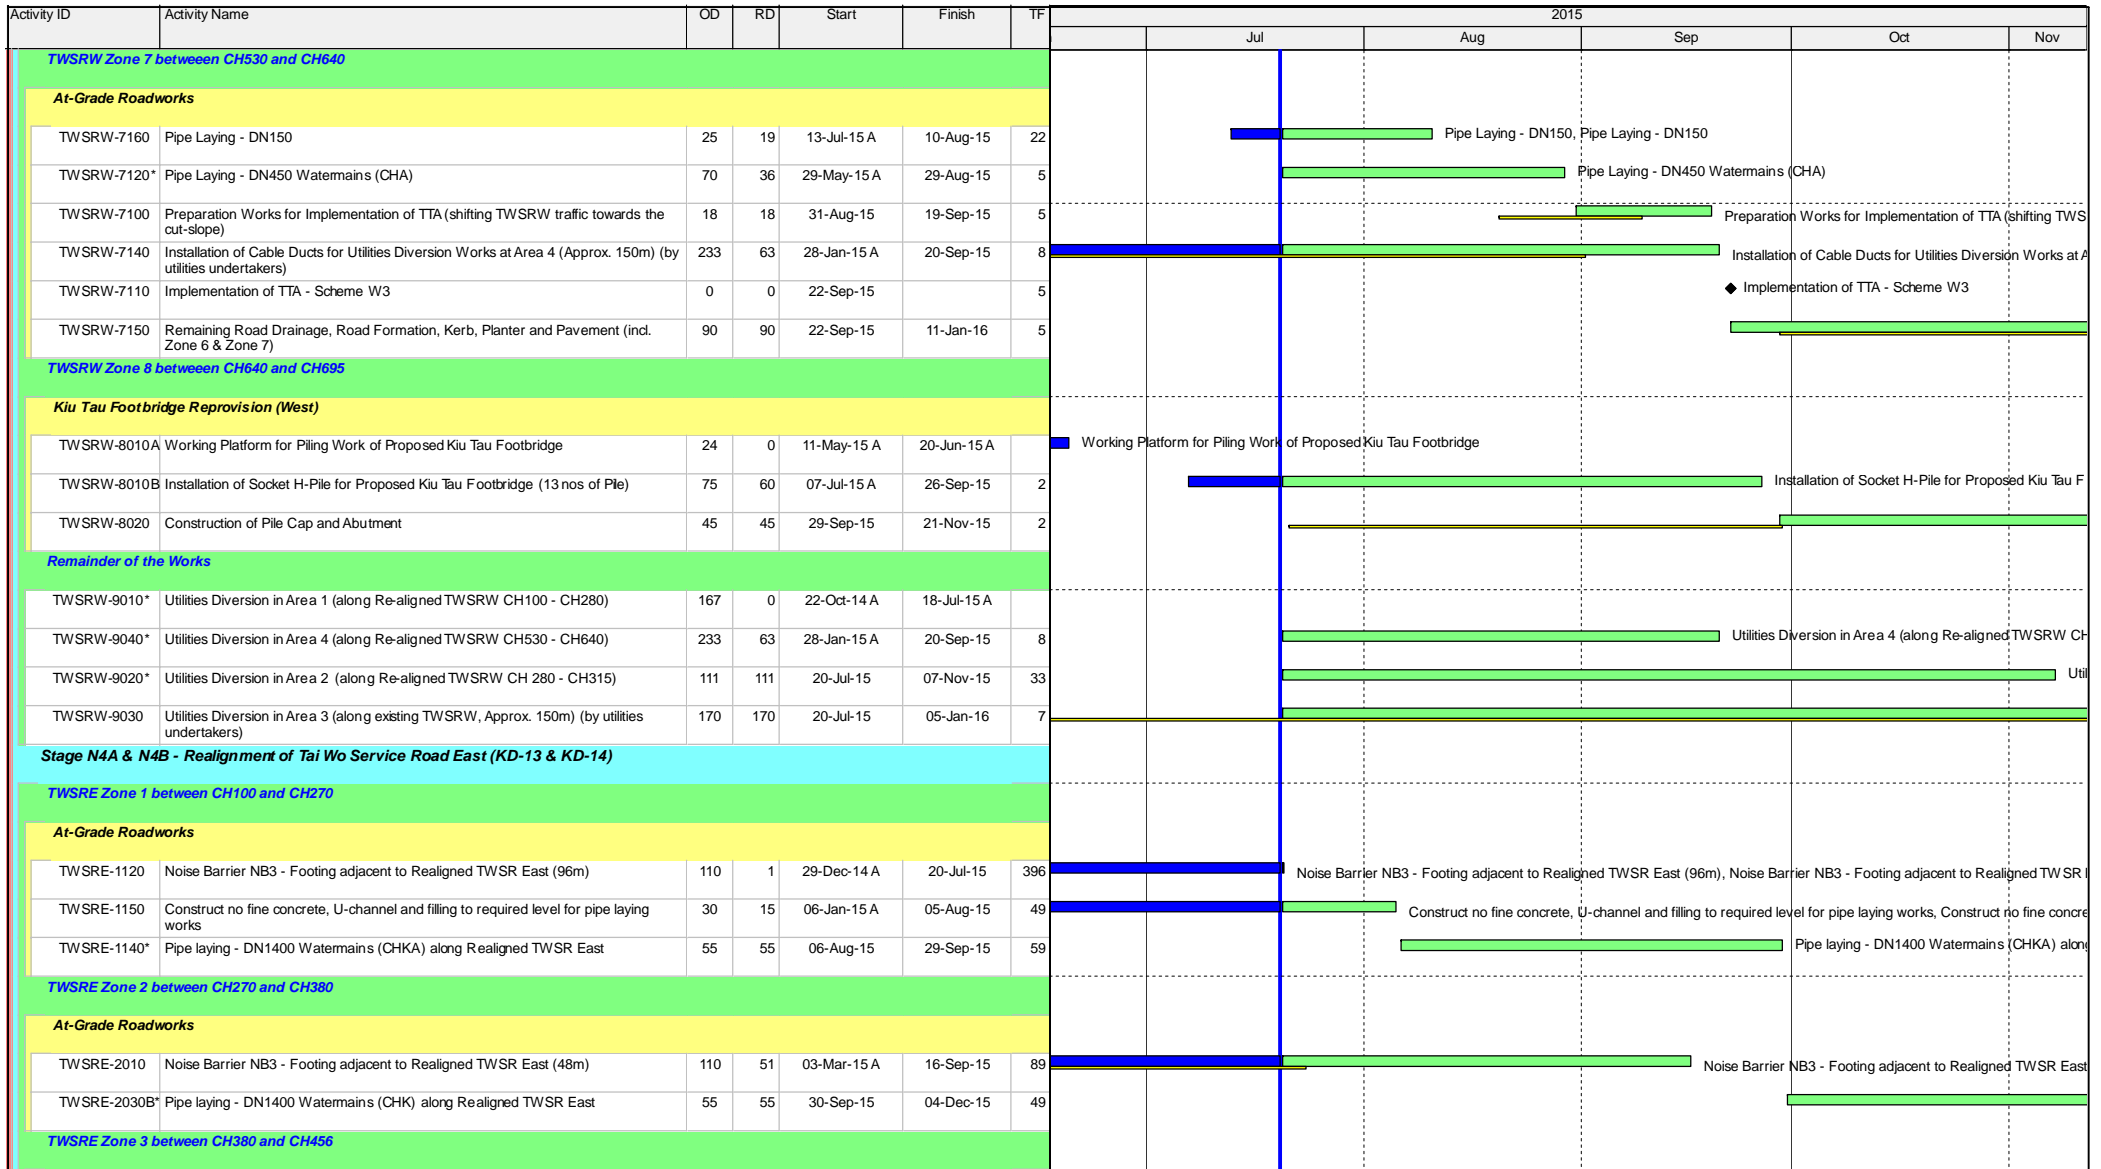 Activity ID Activity Name OD RD Start Finish TF 2015
Jul Aug Sep Oct Nov
TWSRW Zone 7 betweeen CH530 and CH640
At-Grade Roadworks
TWSRW-7160 Pipe Laying - DN150 25 19 13-Jul-15 A 10-Aug-15 22 Pipe Laying - DN150, Pipe Laying - DN150
TWSRW-7120* Pipe Laying - DN450 Watermains (CHA) 70 36 29-May-15 A 29-Aug-15 5 Pipe Laying - DN450 Watermains (CHA)
TWSRW-7100 Preparation Works for Implementation of TTA (shifting TWSRW traffic towards the 18 18 31-Aug-15 19-Sep-15 5 Preparation Works for Implementation of TTA (shifting TWS
cut-slope)
TWSRW-7140 Installation of Cable Ducts for Utilities Diversion Works at Area 4 (Approx. 150m) (by 233 63 28-Jan-15 A 20-Sep-15 8 Installation of Cable Ducts for Utilities Diversion Works at A
utilities undertakers)
TWSRW-7110 Implementation of TTA - Scheme W3 0 0 22-Sep-15 5 Implementation of TTA - Scheme W3
TWSRW-7150 Remaining Road Drainage, Road Formation, Kerb, Planter and Pavement (incl. 90 90 22-Sep-15 11-Jan-16 5
Zone 6 & Zone 7)
TWSRW Zone 8 betweeen CH640 and CH695
Kiu Tau Footbridge Reprovision (West)
TWSRW-8010A Working Platform for Piling Work of Proposed Kiu Tau Footbridge 24 0 11-May-15 A 20-Jun-15 A Working Platform for Piling Work of Proposed Kiu Tau Footbridge
TWSRW-8010B Installation of Socket H-Pile for Proposed Kiu Tau Footbridge (13 nos of Pile) 75 60 07-Jul-15 A 26-Sep-15 2 Installation of Socket H-Pile for Proposed Kiu Tau F
TWSRW-8020 Construction of Pile Cap and Abutment 45 45 29-Sep-15 21-Nov-15 2
Remainder of the Works
TWSRW-9010* Utilities Diversion in Area 1 (along Re-aligned TWSRW CH100 - CH280) 167 0 22-Oct-14 A 18-Jul-15 A
TWSRW-9040* Utilities Diversion in Area 4 (along Re-aligned TWSRW CH530 - CH640) 233 63 28-Jan-15 A 20-Sep-15 8 Utilities Diversion in Area 4 (along Re-aligned TWSRW CH
TWSRW-9020* Utilities Diversion in Area 2 (along Re-aligned TWSRW CH 280 - CH315) 111 111 20-Jul-15 07-Nov-15 33 Util
TWSRW-9030 Utilities Diversion in Area 3 (along existing TWSRW, Approx. 150m) (by utilities 170 170 20-Jul-15 05-Jan-16 7
undertakers)
Stage N4A & N4B - Realignment of Tai Wo Service Road East (KD-13 & KD-14)
TWSRE Zone 1 between CH100 and CH270
At-Grade Roadworks
TWSRE-1120 Noise Barrier NB3 - Footing adjacent to Realigned TWSR East (96m) 110 1 29-Dec-14 A 20-Jul-15 396 Noise Barrier NB3 - Footing adjacent to Realigned TWSR East (96m), Noise Barrier NB3 - Footing adjacent to Realigned TWSR
TWSRE-1150 Construct no fine concrete, U-channel and filling to required level for pipe laying 30 15 06-Jan-15 A 05-Aug-15 49 Construct no fine concrete, U-channel and filling to required level for pipe laying works, Construct no fine concre
works
TWSRE-1140* Pipe laying - DN1400 Watermains (CHKA) along Realigned TWSR East 55 55 06-Aug-15 29-Sep-15 59 Pipe laying - DN1400 Watermains (CHKA) along
TWSRE Zone 2 between CH270 and CH380
At-Grade Roadworks
TWSRE-2010 Noise Barrier NB3 - Footing adjacent to Realigned TWSR East (48m) 110 51 03-Mar-15 A 16-Sep-15 89 Noise Barrier NB3 - Footing adjacent to Realigned TWSR East
TWSRE-2030B* Pipe laying - DN1400 Watermains (CHK) along Realigned TWSR East 55 55 30-Sep-15 04-Dec-15 49
TWSRE Zone 3 between CH380 and CH456